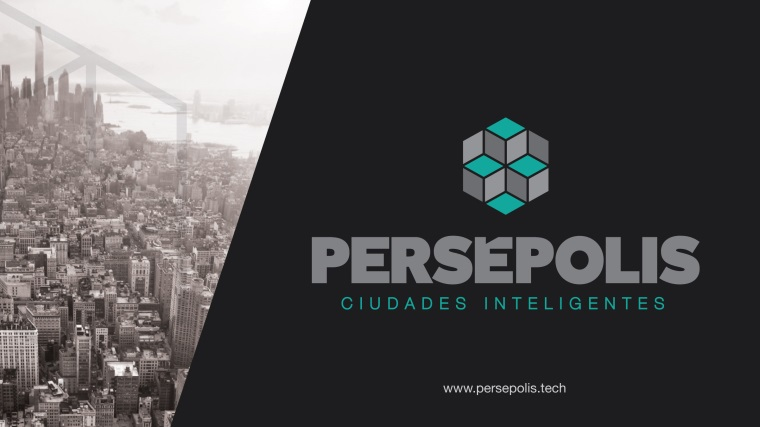 PERSÉPOLIS
CIUDADES INTELIGENTES
www.persepolis.tech